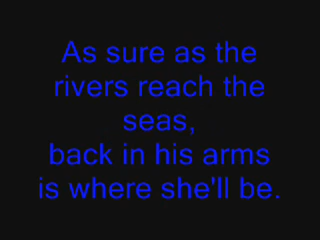 As sure as the
rivers reach the
seas,
back in his arms
is where she'll be.